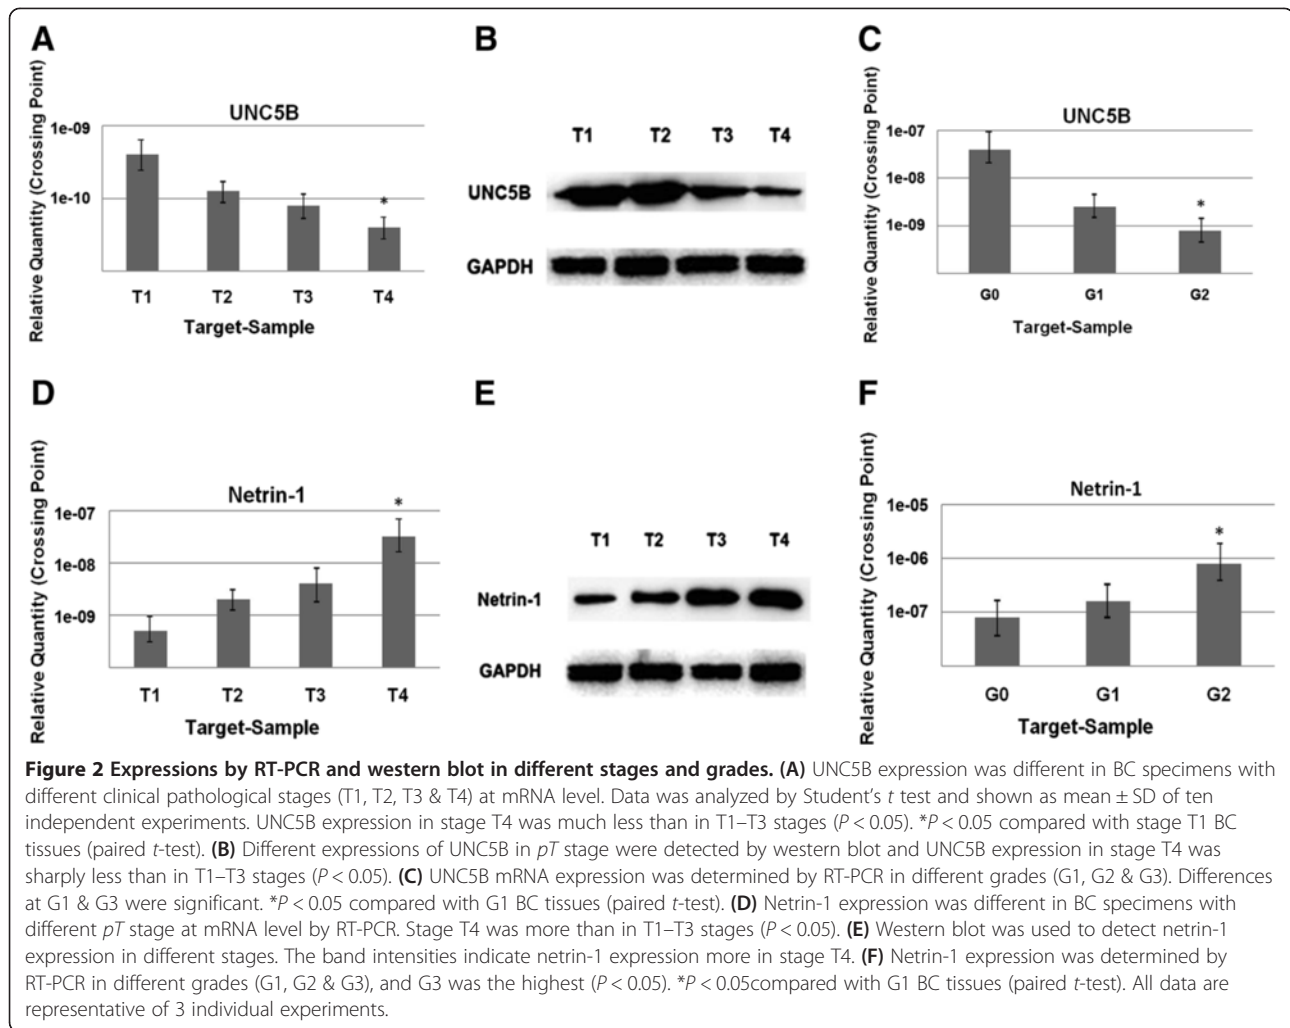 A
UNC5B
Relative Quantity (Crossing Point)
1e-09
1e-10
*
T1 T2 T3 T4
Target-Sample
B
T1 T2 T3 T4
UNC5B
GAPDH
C
UNC5B
Relative Quantity (Crossing Point)
1e-07
1e-08
1e-09
*
G0 G1 G2
Target-Sample
D
Netrin-1
Relative Quantity (Crossing Point)
1e-07
1e-08
1e-09
*
T1 T2 T3 T4
Target-Sample
E
T1 T2 T3 T4
Netrin-1
GAPDH
F
Netrin-1
Relative Quantity (Crossing Point)
1e-05
1e-06
1e-07
*
G0 G1 G2
Target-Sample
Figure 2 Expressions by RT-PCR and western blot in different stages and grades. (A) UNC5B expression was different in BC specimens with
different clinical pathological stages (T1, T2, T3 & T4) at mRNA level. Data was analyzed by Student's t test and shown as mean ± SD of ten
independent experiments. UNC5B expression in stage T4 was much less than in T1–T3 stages (P < 0.05). *P < 0.05 compared with stage T1 BC
tissues (paired t-test). (B) Different expressions of UNC5B in pT stage were detected by western blot and UNC5B expression in stage T4 was
sharply less than in T1–T3 stages (P < 0.05). (C) UNC5B mRNA expression was determined by RT-PCR in different grades (G1, G2 & G3). Differences
at G1 & G3 were significant. *P < 0.05 compared with G1 BC tissues (paired t-test). (D) Netrin-1 expression was different in BC specimens with
different pT stage at mRNA level by RT-PCR. Stage T4 was more than in T1–T3 stages (P < 0.05). (E) Western blot was used to detect netrin-1
expression in different stages. The band intensities indicate netrin-1 expression more in stage T4. (F) Netrin-1 expression was determined by
RT-PCR in different grades (G1, G2 & G3), and G3 was the highest (P < 0.05). *P < 0.05compared with G1 BC tissues (paired t-test). All data are
representative of 3 individual experiments.